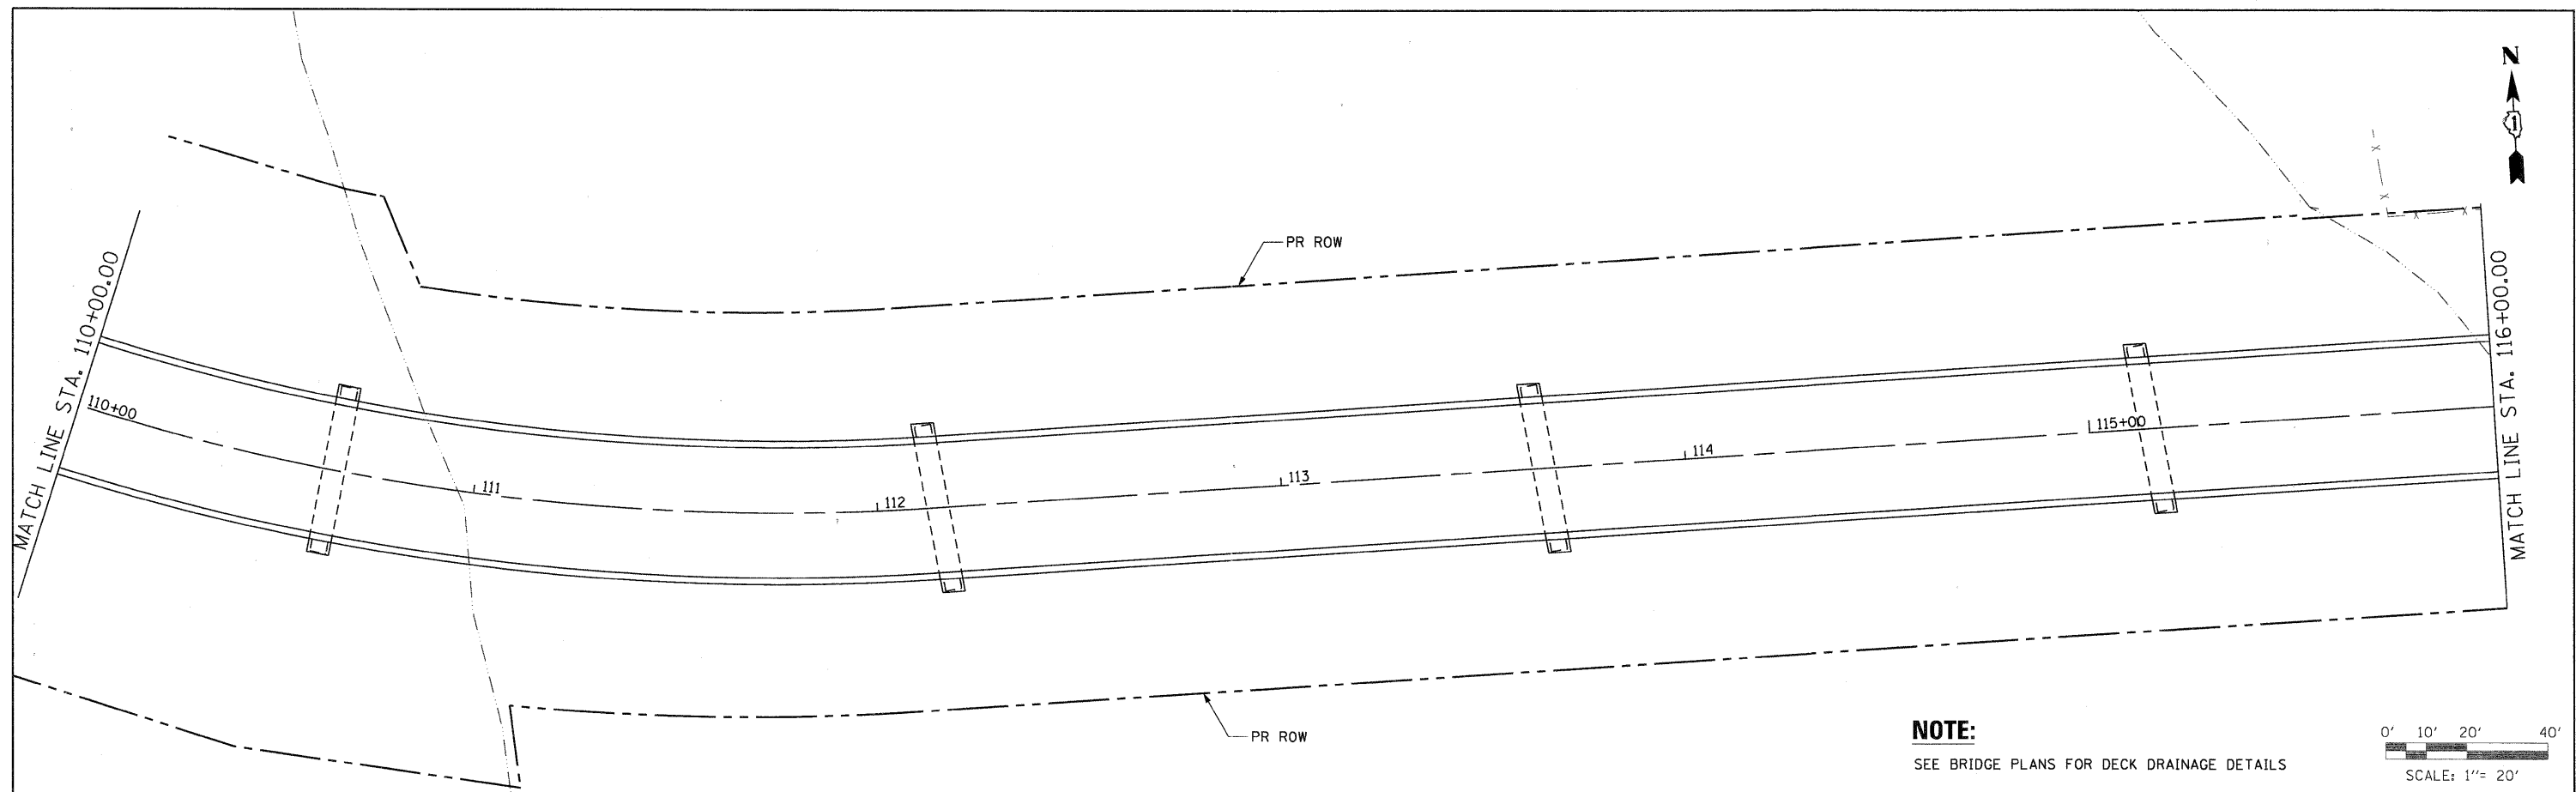 N
1
PR ROW
MATCH LINE STA. 110+00.00
MATCH LINE STA. 116+00.00
110+00
111
112
113
114
115+00
PR ROW
NOTE:
SEE BRIDGE PLANS FOR DECK DRAINAGE DETAILS
0' 10' 20' 40'
SCALE: 1"= 20'